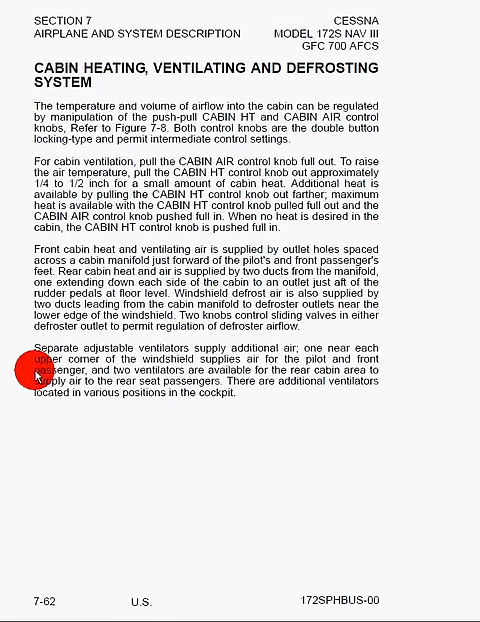 SECTION 7 CESSNA
AIRPLANE AND SYSTEM DESCRIPTION MODEL 172S NAV III
GFC 700 AFCS
CABIN HEATING, VENTILATING AND DEFROSTING
SYSTEM
The temperature and volume of airflow into the cabin can be regulated
by manipulation of the push-pull CABIN HT and CABIN AIR control
knobs, Refer to Figure 7-8. Both control knobs are the double button
locking-type and permit intermediate control settings.
For cabin ventilation, pull the CABIN AIR control knob full out. To raise
the air temperature, pull the CABIN HT control knob out approximately
1/4 to 1/2 inch for a small amount of cabin heat. Additional heat is
available by pulling the CABIN HT control knob out farther; maximum
heat is available with the CABIN HT control knob pulled full out and the
CABIN AIR control knob pushed full in. When no heat is desired in the
cabin, the CABIN HT control knob is pushed full in.
Front cabin heat and ventilating air is supplied by outlet holes spaced
across a cabin manifold just forward of the pilot's and front passenger's
feet. Rear cabin heat and air is supplied by two ducts from the manifold,
one extending down each side of the cabin to an outlet just aft of the
rudder pedals at floor level. Windshield defrost air is also supplied by
two ducts leading from the cabin manifold to defroster outlets near the
lower edge of the windshield. Two knobs control sliding valves in either
defroster outlet to permit regulation of defroster airflow.
Separate adjustable ventilators supply additional air; one near each
upper corner of the windshield supplies air for the pilot and front
passenger, and two ventilators are available for the rear cabin area to
supply air to the rear seat passengers. There are additional ventilators
located in various positions in the cockpit.
7-62 U.S. 172SPHBUS-00